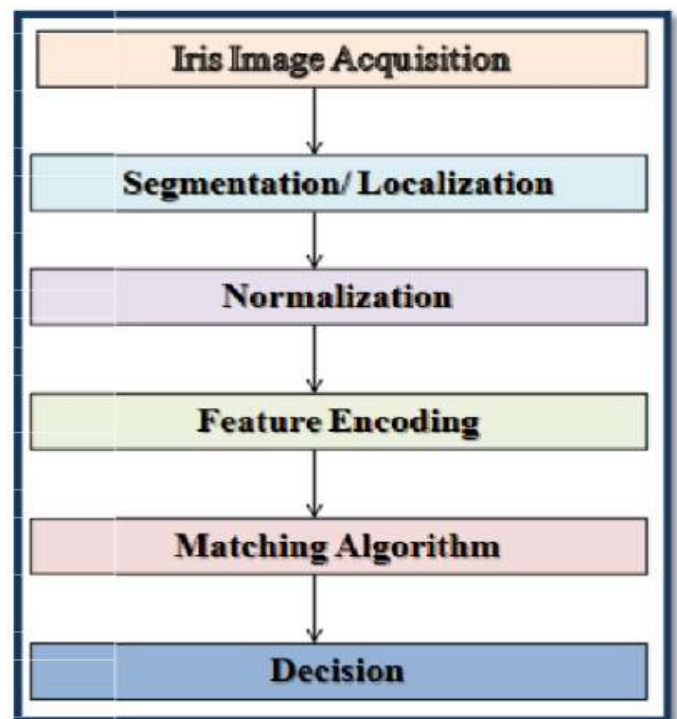 Iris Image Acquisition
Segmentation/ Localization
Normalization
Feature Encoding
Matching Algorithm
Decision